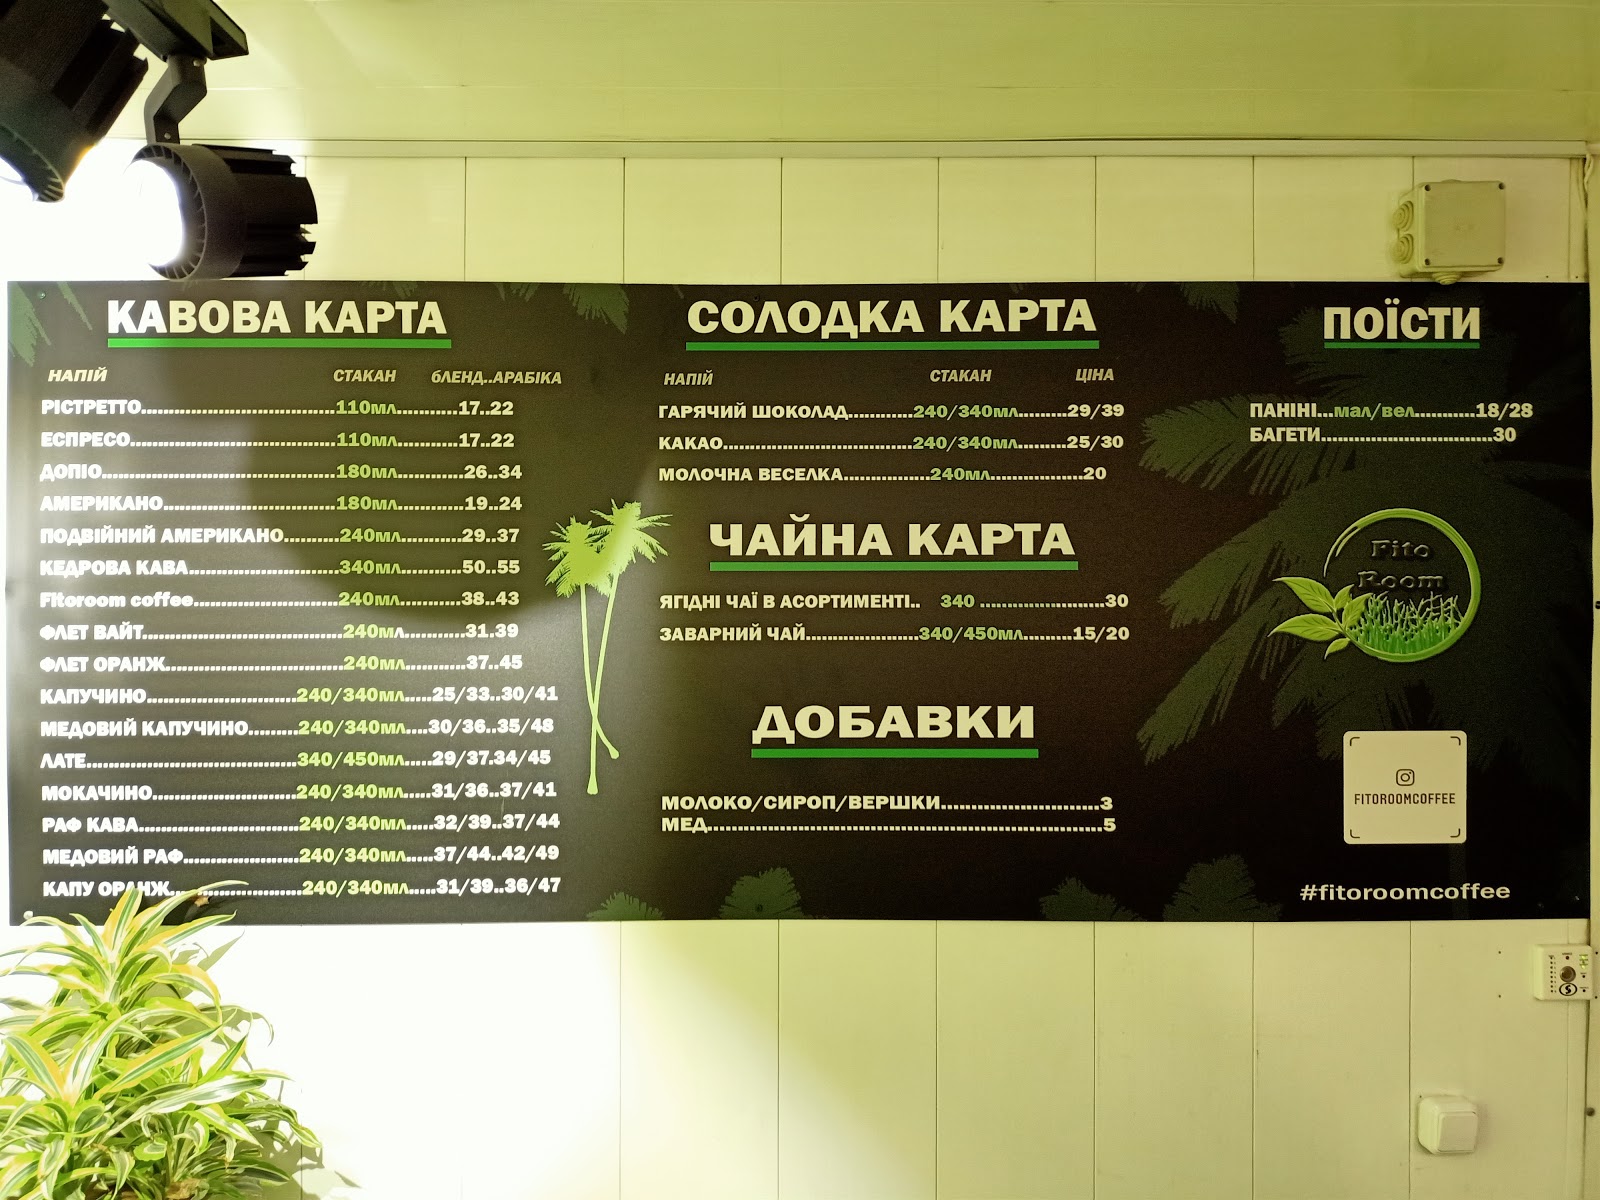 КАВОВА КАРТА
НАПІЙ СТАКАН бЛЕНД..АРАБІКА
РІСТРЕТТО...110мл...17..22
ЕСПРЕСО...110мл...17..22
ДОПІО...180мл...26..34
АМЕРИКАНО...180мл...19..24
ПОДВІЙНИЙ АМЕРИКАНО...240мл...29..37
КЕДРОВА КАВА...340мл...50..55
Fitoroom coffee...240мл...38..43
ФЛЕТ ВАЙТ...240мл...31.39
ФЛЕТ ОРАНЖ...240мл...37..45
КАПУЧИНО...240/340мл...25/33..30/41
МЕДОВИЙ КАПУЧИНО...240/340мл...30/36..35/48
ЛАТЕ...340/450мл...29/37.34/45
МОКАЧИНО...240/340мл...31/36..37/41
РАФ КАВА...240/340мл...32/39..37/44
МЕДОВИЙ РАФ...240/340мл...37/44..42/49
КАПУ ОРАНЖ...240/340мл...31/39..36/47
СОЛОДКА КАРТА
НАПІЙ СТАКАН ЦІНА
ГАРЯЧИЙ ШОКОЛАД...240/340мл...29/39
КАКАО...240/340мл...25/30
МОЛОЧНА ВЕСЕЛКА...240мл...20
ЧАЙНА КАРТА
ЯГІДНІ ЧАЇ В АСОРТИМЕНТІ.. 340 ...30
ЗАВАРНИЙ ЧАЙ...340/450мл...15/20
ДОБАВКИ
МОЛОКО/СИРОП/ВЕРШКИ...3
МЕД...5
ПОЇСТИ
ПАНІНІ...мал/вел...18/28
БАГЕТИ...30
Fito
Room
FITOROOMCOFFEE
#fitoroomcoffee